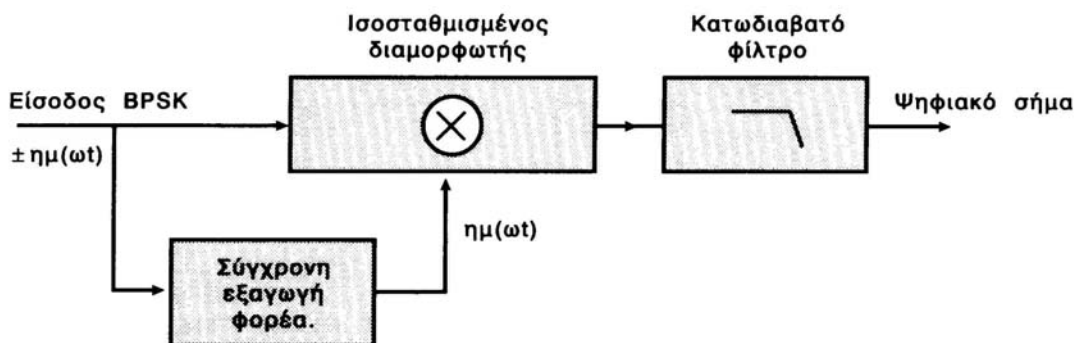 Ισοσταθμισμένος
διαμορφωτής
Κατωδιαβατό
φίλτρο
Είσοδος BPSK
Ψηφιακό σήμα
± ημ(ωt)
ημ(ωt)
Σύγχρονη
εξαγωγή
φορέα.